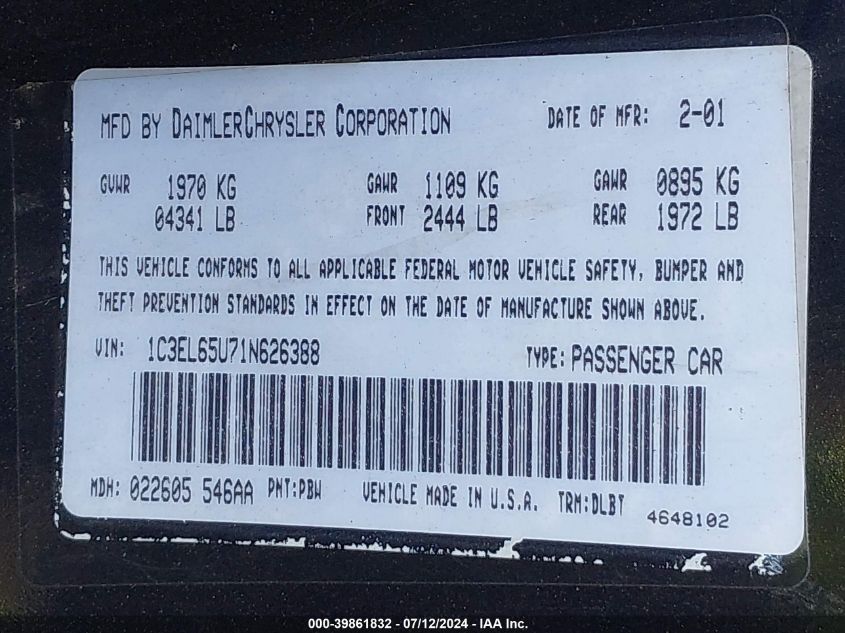 MFD BY DAIMLERCHRYSLER CORPORATION DATE OF MFR: 2-01
GVWR 1970 KG GAWR 1109 KG GAWR 0895 KG
04341 LB FRONT 2444 LB REAR 1972 LB
THIS VEHICLE CONFORMS TO ALL APPLICABLE FEDERAL MOTOR VEHICLE SAFETY, BUMPER AND
THEFT PREVENTION STANDARDS IN EFFECT ON THE DATE OF MANUFACTURE SHOWN ABOVE.
VIN: 1C3EL65U71N626388 TYPE: PASSENGER CAR
MDH: 022605 546AA PNT:PBW VEHICLE MADE IN U.S.A. TRM:DLBT 4648102
000-39861832 - 07/12/2024 - IAA Inc.